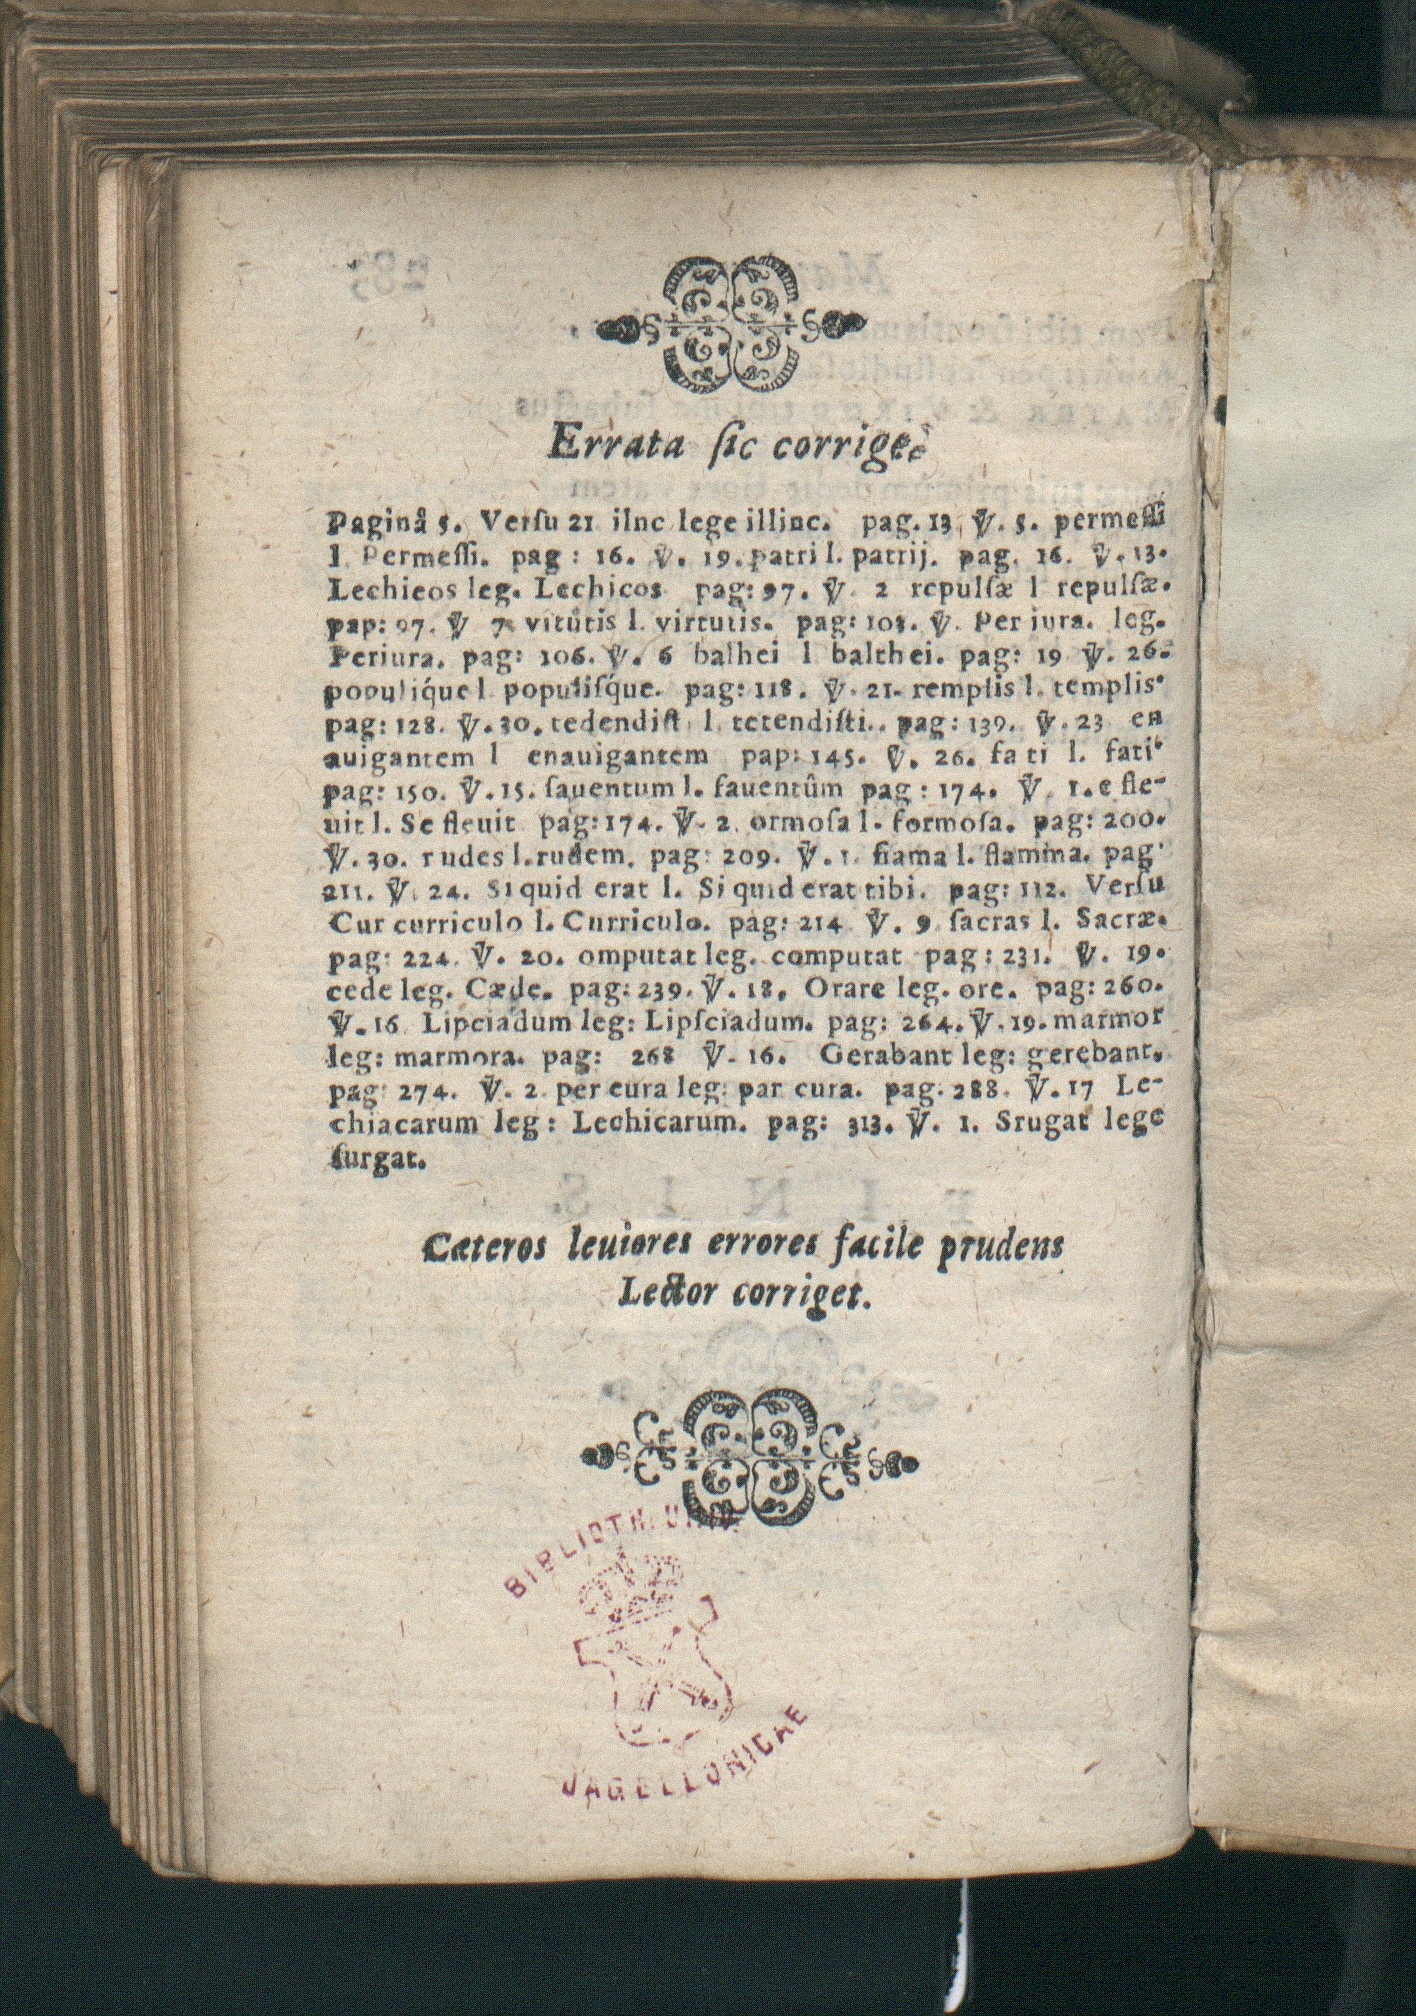 Errata ſic corrige.
Paginâ 5. Verſu 21 ilnc lege illinc. pag. 13 ℣. 5. permeſſi
l Permeſſi. pag: 16. ℣. 19. patri l. patrij. pag. 16. ℣. 13.
Lechieos leg. Lechicos pag: 97. ℣. 2 rcpulſæ l repulſæ.
pap: 97. ℣ 7 vitutis l. virtutis. pag: 103. ℣. Per iura. leg.
Periura. pag: 106. ℣. 6 balhei l balthei. pag: 19 ℣. 26.
populiq́ue l populiſq́ue. pag: 118. ℣. 21. remplis l. templis.
pag: 128. ℣. 30. tedendiſt l. tetendiſti.. pag: 139. ℣. 23 en
auigantem l enauigantem pap: 145. ℣. 26. fa ti l. fati.
pag: 150. ℣. 15. ſauentum l. fauentûm pag: 174. ℣. 1. e fle-
uit l. Se fleuit pag: 174. ℣. 2 ormoſa l. formoſa. pag: 200.
℣. 30. rudes l. rudem. pag: 209. ℣. 1. fiama l. flamma. pag.
211. ℣. 24. Si quid erat l. Si quid erat tibi. pag: 112. Verſu
Cur curriculo l. Curriculo. pag: 214 ℣. 9 ſacras l. Sacræ.
pag: 224. ℣. 20. omputat leg. computat pag: 231. ℣. 19.
cede leg. Cæde. pag: 239. ℣. 18. Orare leg. ore. pag: 260.
℣. 16 Lipciadum leg: Lipſciadum. pag: 264. ℣. 19. marmor
leg: marmora. pag: 268 ℣. 16. Gerabant leg: gerebant.
pag: 274. ℣. 2 per eura leg: par cura. pag. 288. ℣. 17 Le-
chiacarum leg: Lechicarum. pag: 313. ℣. 1. Srugat lege
ſurgat.
Cæteros leuiores errores facile prudens
Lector corriget.
BIBLIOTH. UNIV.
JAGELLONICAE